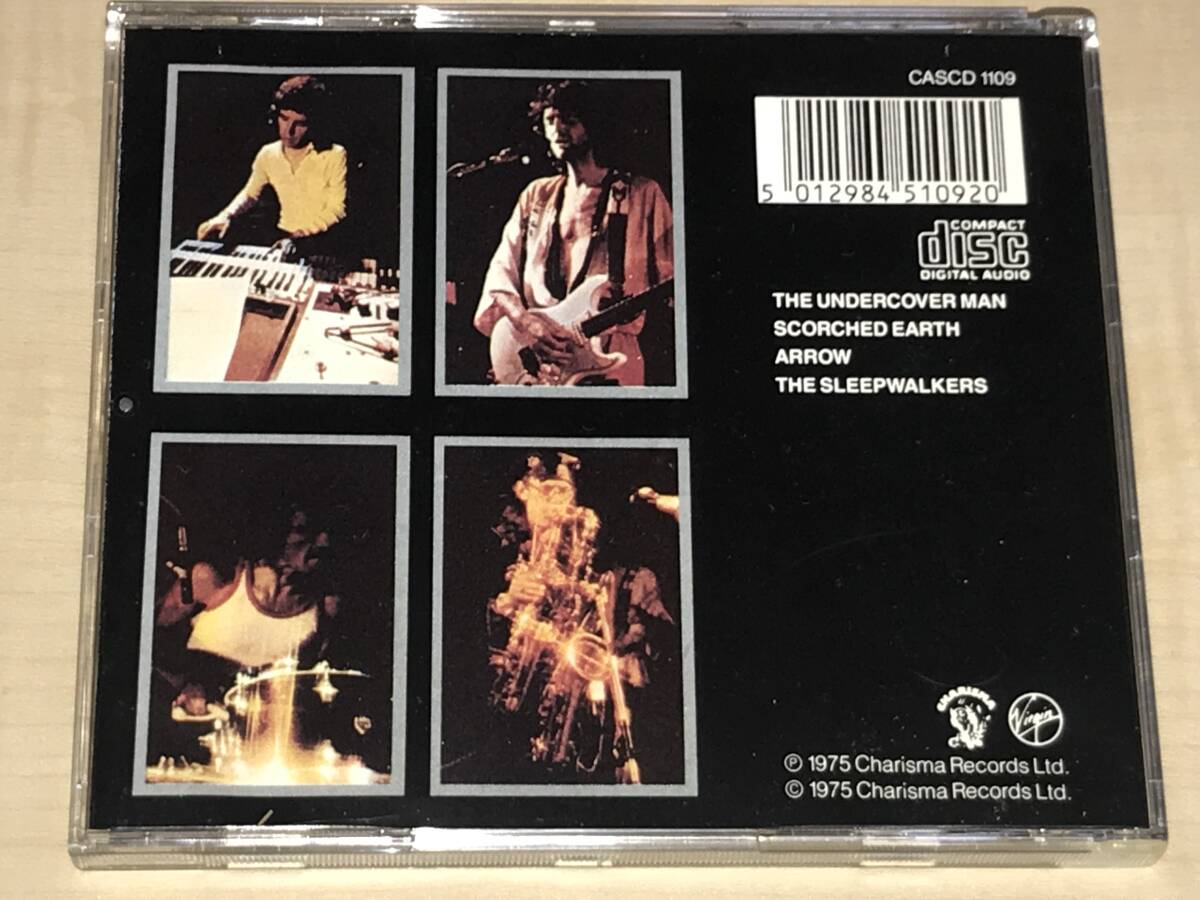 CASCD 1109
5 012984 510920
COMPACT
disc
DIGITAL AUDIO
THE UNDERCOVER MAN
SCORCHED EARTH
ARROW
THE SLEEPWALKERS
CHARISMA
Virgin
Ⓟ 1975 Charisma Records Ltd.
© 1975 Charisma Records Ltd.